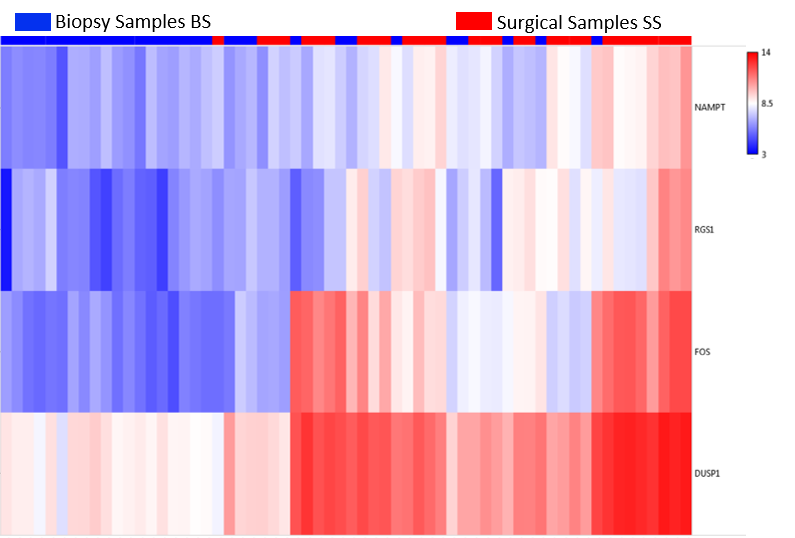 Biopsy Samples BS
Surgical Samples SS
14
NAMPT
8.5
3
RGS1
FOS
DUSP1